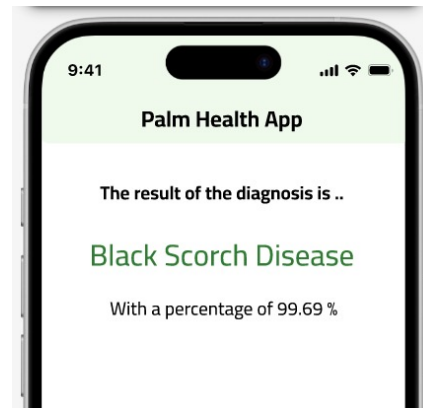 9:41
Palm Health App
The result of the diagnosis is ..
Black Scorch Disease
With a percentage of 99.69 %